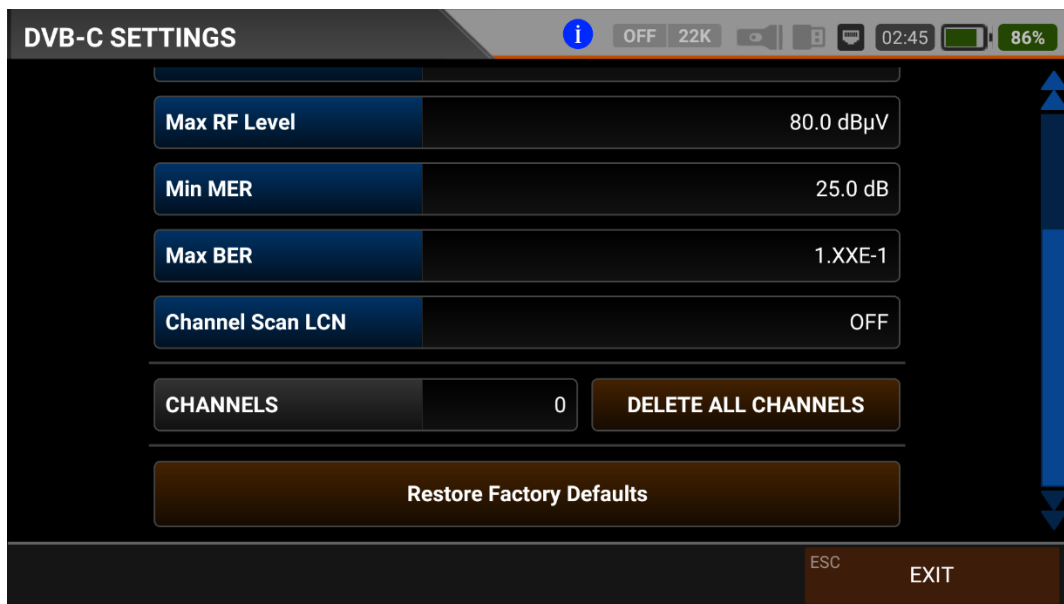 DVB-C SETTINGS
i OFF 22K 02:45 86%
Max RF Level 80.0 dBµV
Min MER 25.0 dB
Max BER 1.XXE-1
Channel Scan LCN OFF
CHANNELS 0 DELETE ALL CHANNELS
Restore Factory Defaults
ESC EXIT